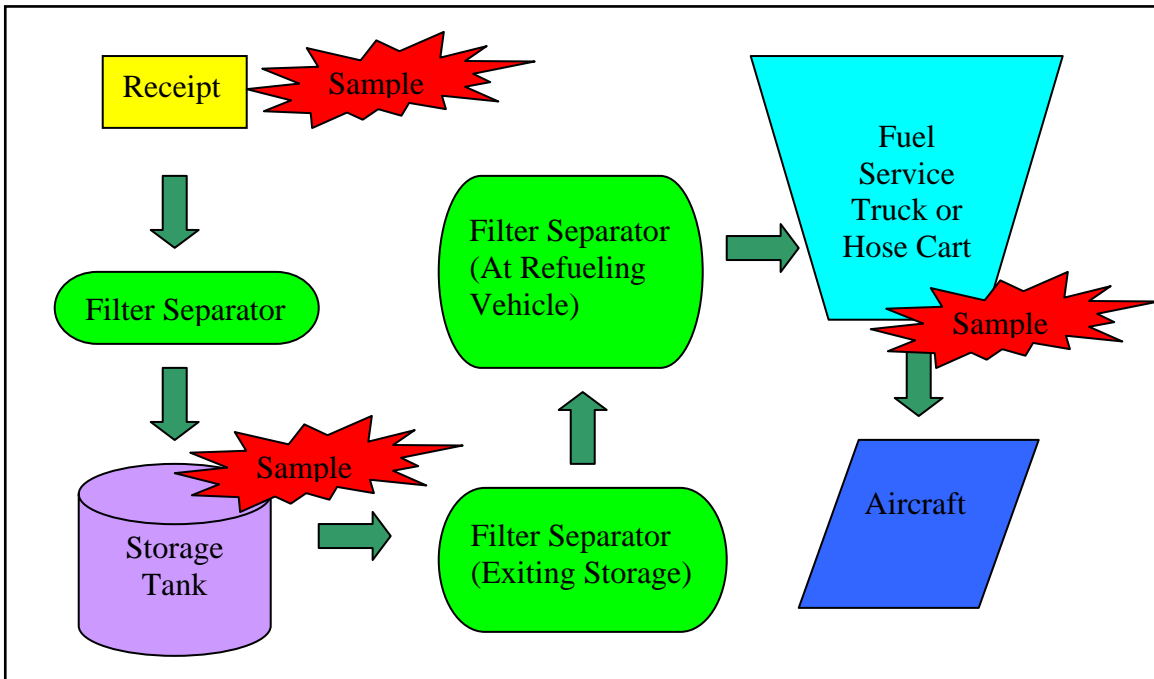 Receipt
Sample
Filter Separator
Sample
Storage
Tank
Filter Separator
(Exiting Storage)
Filter Separator
(At Refueling
Vehicle)
Fuel
Service
Truck or
Hose Cart
Sample
Aircraft